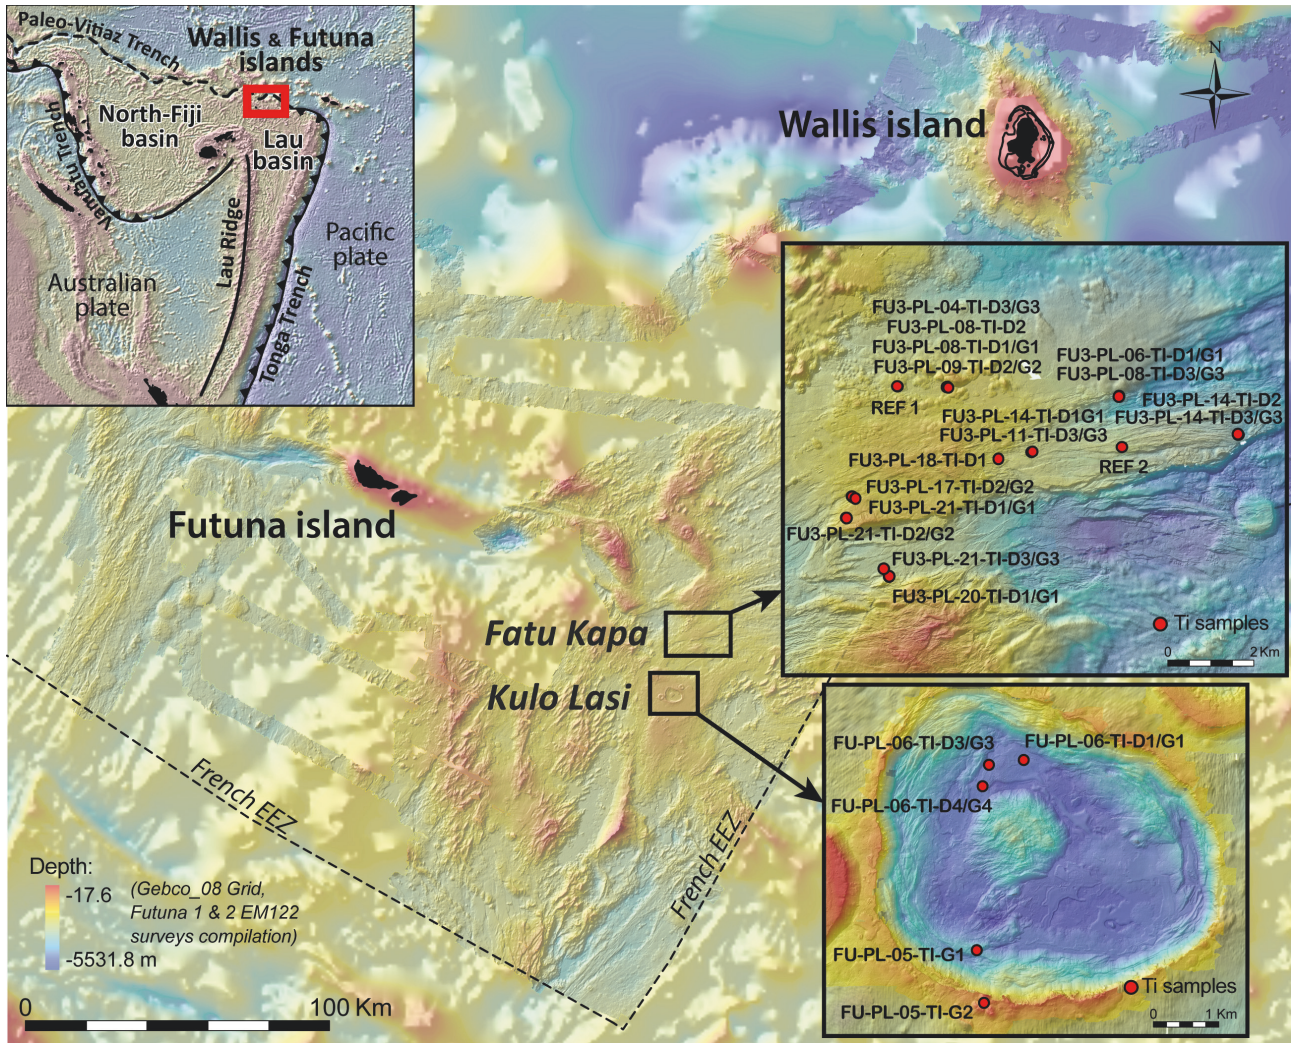 Paleo-Vitiaz Trench
Wallis & Futuna
islands
North-Fiji
basin
Lau
basin
Vanuatu Trench
Lau Ridge
Pacific
plate
Australian
plate
Tonga Trench
N
Wallis island
Futuna island
Fatu Kapa
Kulo Lasi
French EEZ
French EEZ
FU3-PL-04-TI-D3/G3
FU3-PL-08-TI-D2
FU3-PL-08-TI-D1/G1
FU3-PL-09-TI-D2/G2
REF 1
FU3-PL-06-TI-D1/G1
FU3-PL-08-TI-D3/G3
FU3-PL-14-TI-D2
FU3-PL-14-TI-D1G1
FU3-PL-14-TI-D3/G3
FU3-PL-11-TI-D3/G3
FU3-PL-18-TI-D1
REF 2
FU3-PL-17-TI-D2/G2
FU3-PL-21-TI-D1/G1
FU3-PL-21-TI-D2/G2
FU3-PL-21-TI-D3/G3
FU3-PL-20-TI-D1/G1
Ti samples
0 2 Km
FU-PL-06-TI-D3/G3
FU-PL-06-TI-D1/G1
FU-PL-06-TI-D4/G4
FU-PL-05-TI-G1
Ti samples
FU-PL-05-TI-G2
0 1 Km
Depth:
-17.6
-5531.8 m
(Gebco_08 Grid,
Futuna 1 & 2 EM122
surveys compilation)
0 100 Km